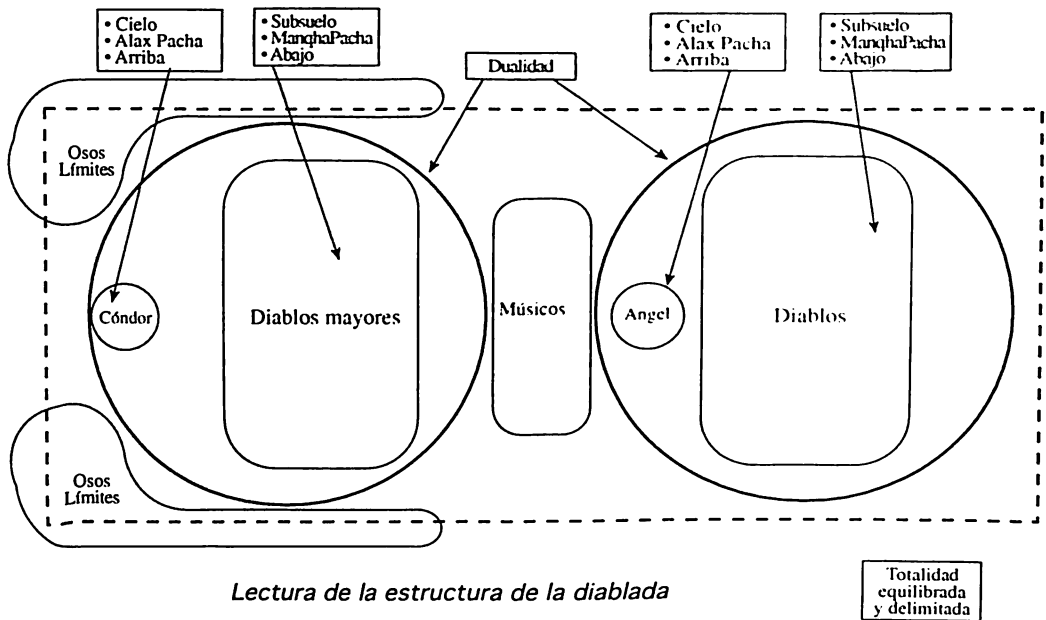 • Cielo
• Alax Pacha
• Arriba
• Subsuelo
• ManqhaPacha
• Abajo
Dualidad
• Cielo
• Alax Pacha
• Arriba
• Subsuelo
• ManqhaPacha
• Abajo
Osos
Límites
Cóndor
Diablos mayores
Músicos
Angel
Diablos
Osos
Límites
Lectura de la estructura de la diablada
Totalidad
equilibrada
y delimitada